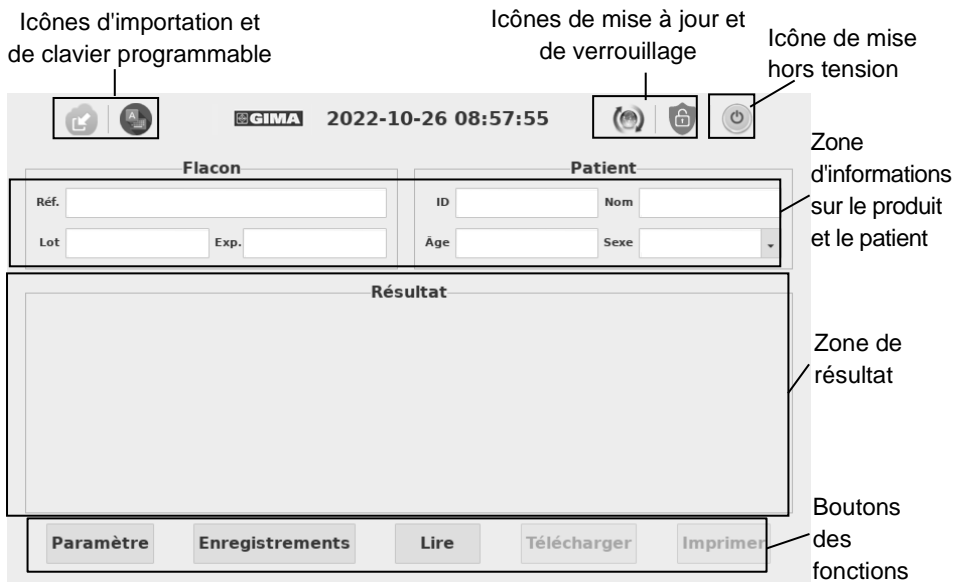 Icônes d'importation et
de clavier programmable
Icônes de mise à jour et
de verrouillage
Icône de mise
hors tension
GIMA 2022-10-26 08:57:55
Zone
d'informations
sur le produit
et le patient
Flacon
Patient
Réf.
ID
Nom
Lot
Exp.
Âge
Sexe
Résultat
Zone de
résultat
Boutons
des
fonctions
Paramètre
Enregistrements
Lire
Télécharger
Imprimer